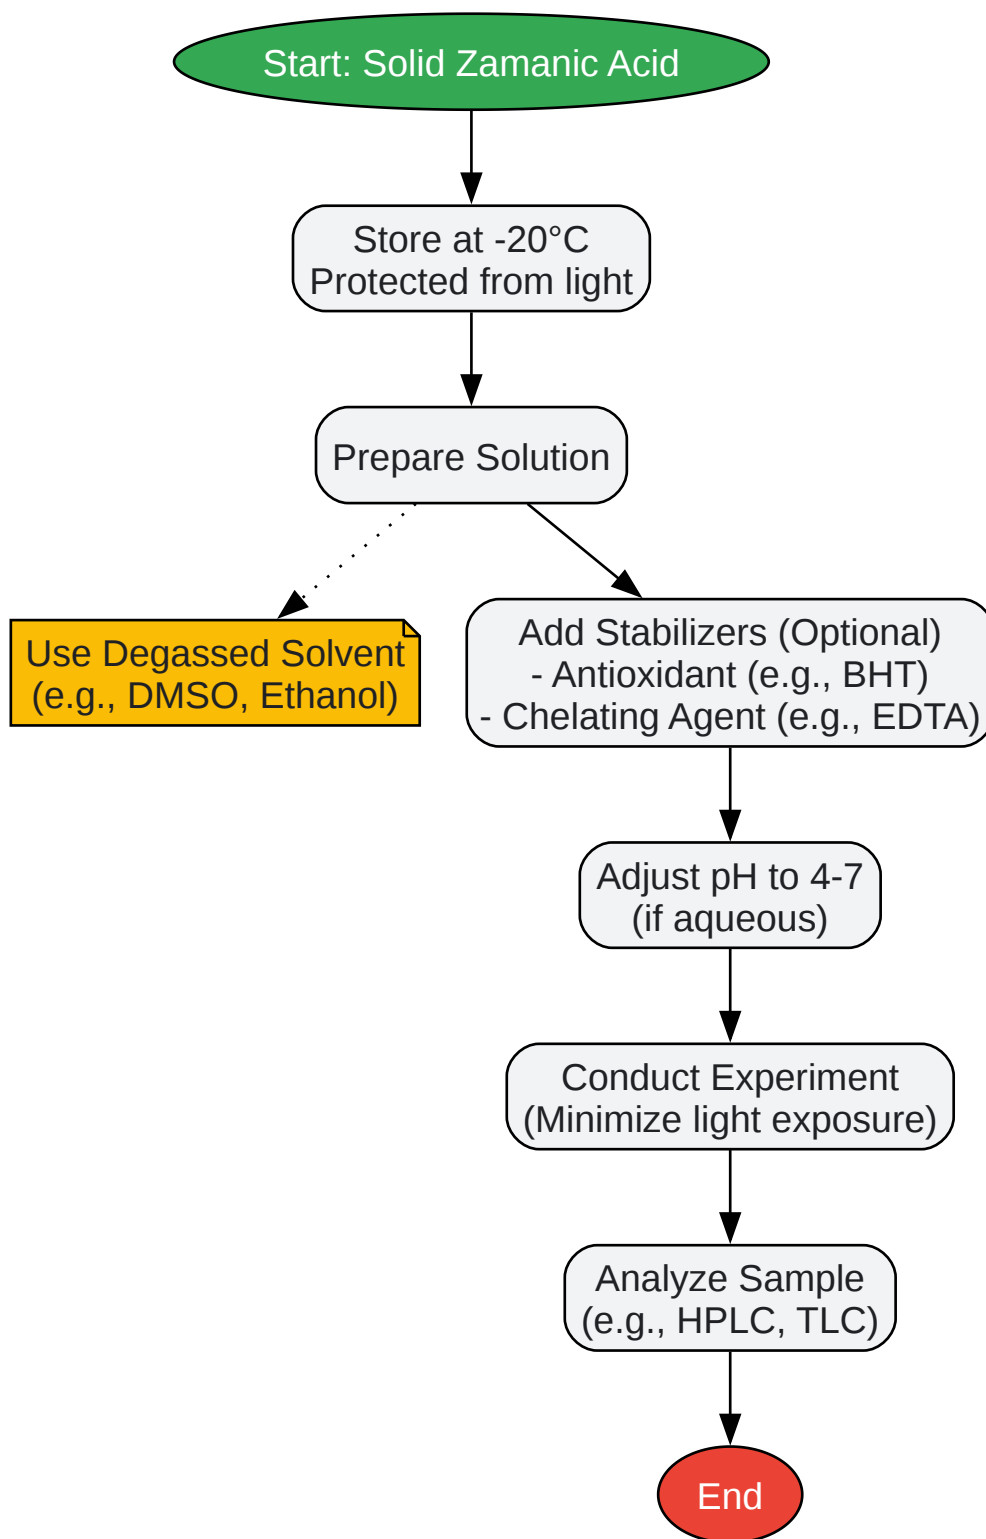 Start: Solid Zamanic Acid
Store at -20°C
Protected from light
Prepare Solution
Use Degassed Solvent
(e.g., DMSO, Ethanol)
Add Stabilizers (Optional)
- Antioxidant (e.g., BHT)
- Chelating Agent (e.g., EDTA)
Adjust pH to 4-7
(if aqueous)
Conduct Experiment
(Minimize light exposure)
Analyze Sample
(e.g., HPLC, TLC)
End